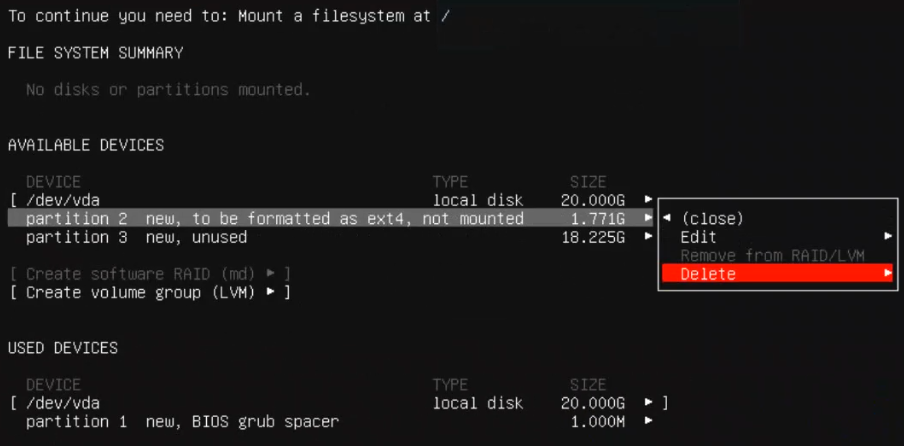 To continue you need to: Mount a filesystem at /
FILE SYSTEM SUMMARY
No disks or partitions mounted.
AVAILABLE DEVICES
DEVICE TYPE SIZE
[ /dev/vda local disk 20.000G ▸
partition 2 new, to be formatted as ext4, not mounted 1.771G ▸
partition 3 new, unused 18.225G ▸
◂ (close)
Edit ▸
Remove from RAID/LVM
Delete ▸
[ Create software RAID (md) ▸ ]
[ Create volume group (LVM) ▸ ]
USED DEVICES
DEVICE TYPE SIZE
[ /dev/vda local disk 20.000G ▸ ]
partition 1 new, BIOS grub spacer 1.000M ▸